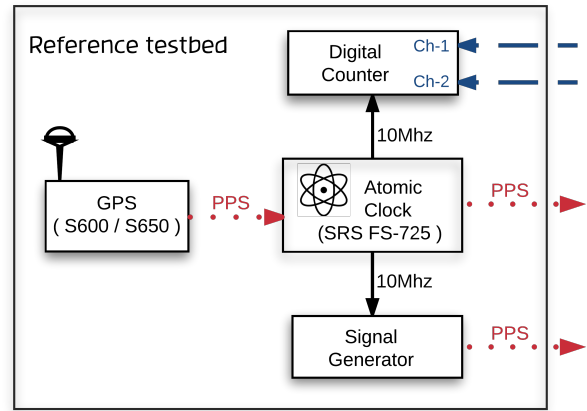 Reference testbed
Digital
Counter
Ch-1
Ch-2
10Mhz
GPS
( S600 / S650 )
PPS
Atomic
Clock
(SRS FS-725 )
PPS
10Mhz
Signal
Generator
PPS